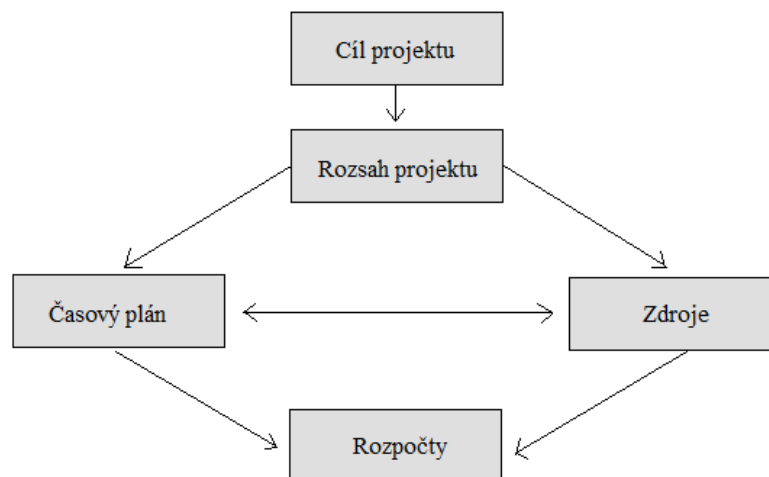 Cíl projektu
Rozsah projektu
Časový plán
Zdroje
Rozpočty